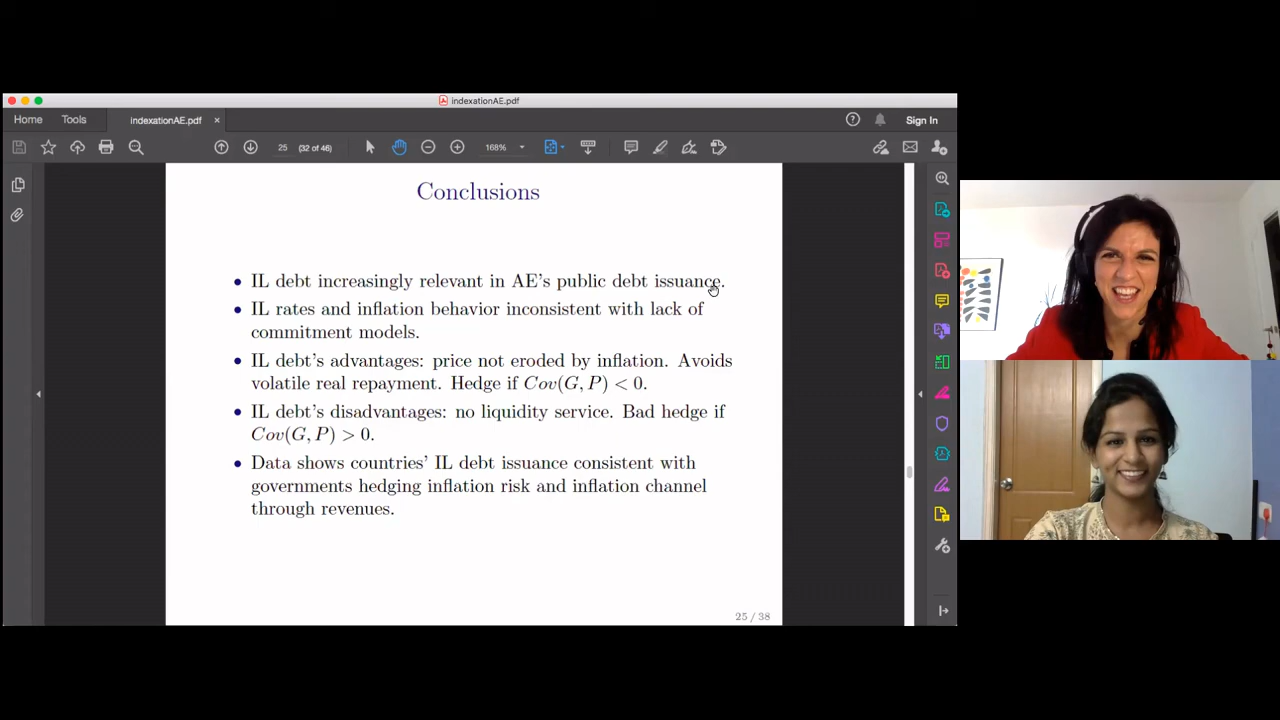 indexationAE.pdf
Home Tools indexationAE.pdf × Sign In
25 (32 of 46) 168%
Conclusions
• IL debt increasingly relevant in AE's public debt issuance.
• IL rates and inflation behavior inconsistent with lack of
commitment models.
• IL debt's advantages: price not eroded by inflation. Avoids
volatile real repayment. Hedge if Cov(G, P) < 0.
• IL debt's disadvantages: no liquidity service. Bad hedge if
Cov(G, P) > 0.
• Data shows countries' IL debt issuance consistent with
governments hedging inflation risk and inflation channel
through revenues.
25 / 38